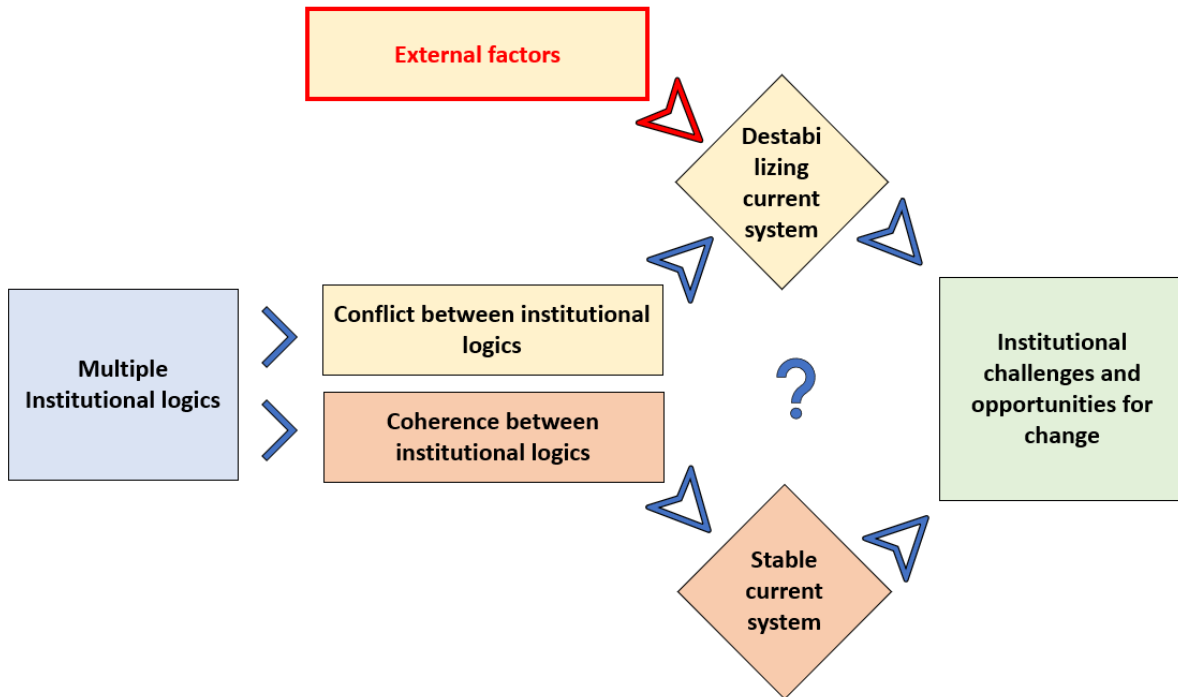 External factors
Destabi
lizing
current
system
Multiple
Institutional logics
Conflict between institutional
logics
Coherence between
institutional logics
?
Institutional
challenges and
opportunities for
change
Stable
current
system